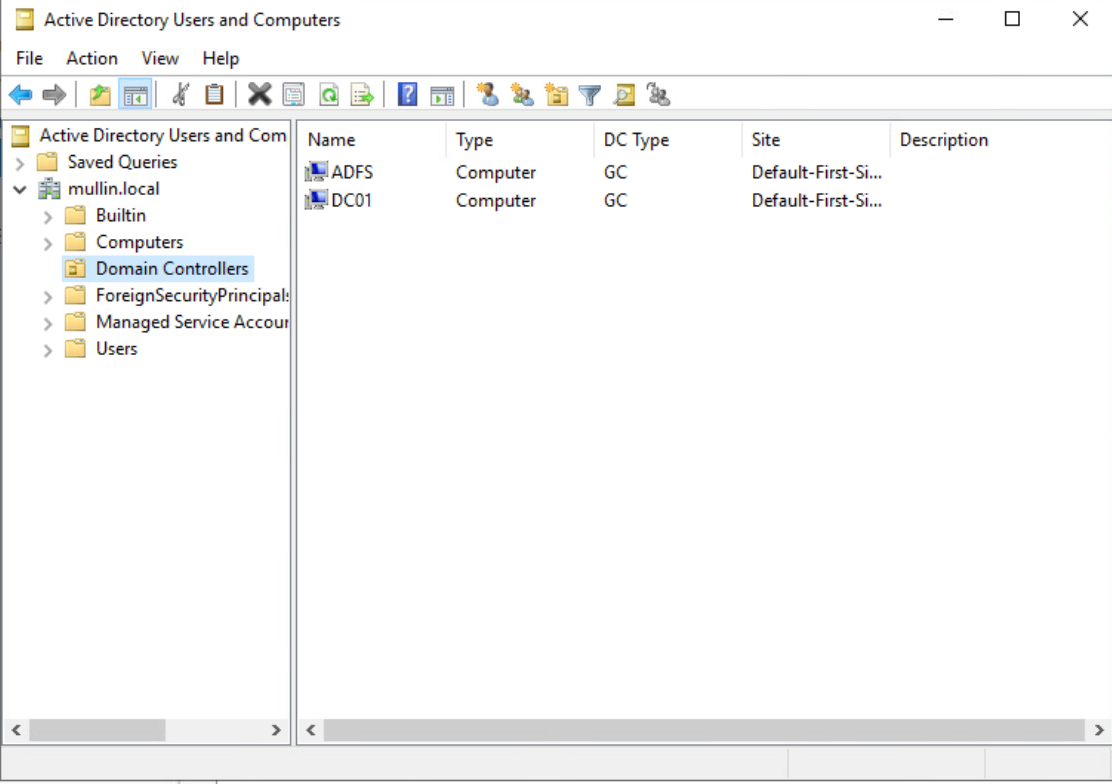 Active Directory Users and Computers
File Action View Help
Active Directory Users and Com
Saved Queries
mullin.local
Builtin
Computers
Domain Controllers
ForeignSecurityPrincipals
Managed Service Accour
Users
Name Type DC Type Site Description
ADFS Computer GC Default-First-Si...
DC01 Computer GC Default-First-Si...